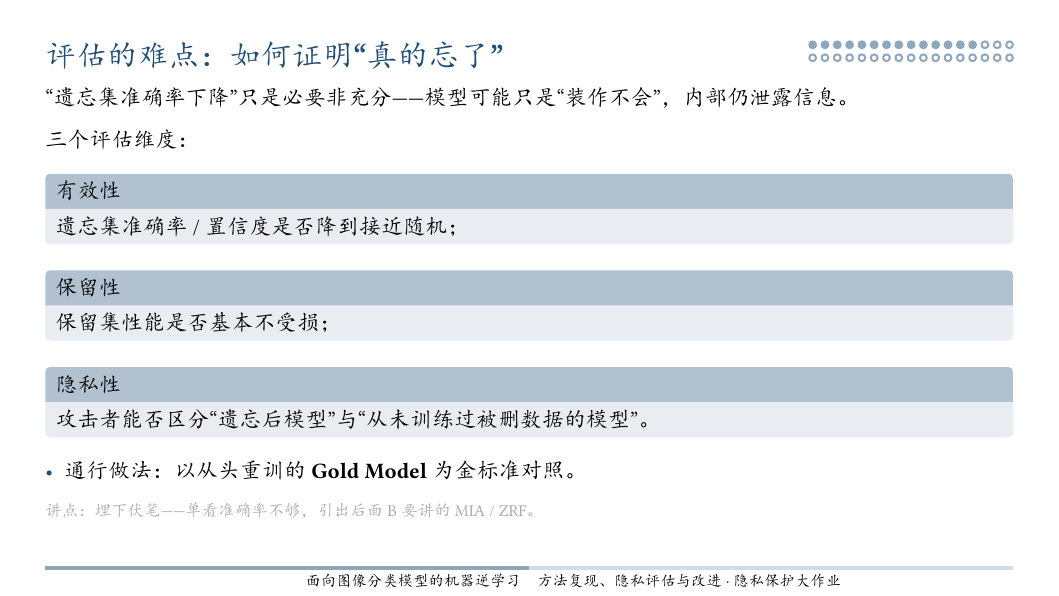 评估的难点：如何证明“真的忘了”
“遗忘集准确率下降”只是必要非充分——模型可能只是“装作不会”，内部仍泄露信息。
三个评估维度：
有效性
遗忘集准确率 / 置信度是否降到接近随机；
保留性
保留集性能是否基本不受损；
隐私性
攻击者能否区分“遗忘后模型”与“从未训练过被删数据的模型”。
• 通行做法：以从头重训的 Gold Model 为金标准对照。
讲点：埋下伏笔——单看准确率不够，引出后面 B 要讲的 MIA / ZRF。
面向图像分类模型的机器逆学习 方法复现、隐私评估与改进 · 隐私保护大作业